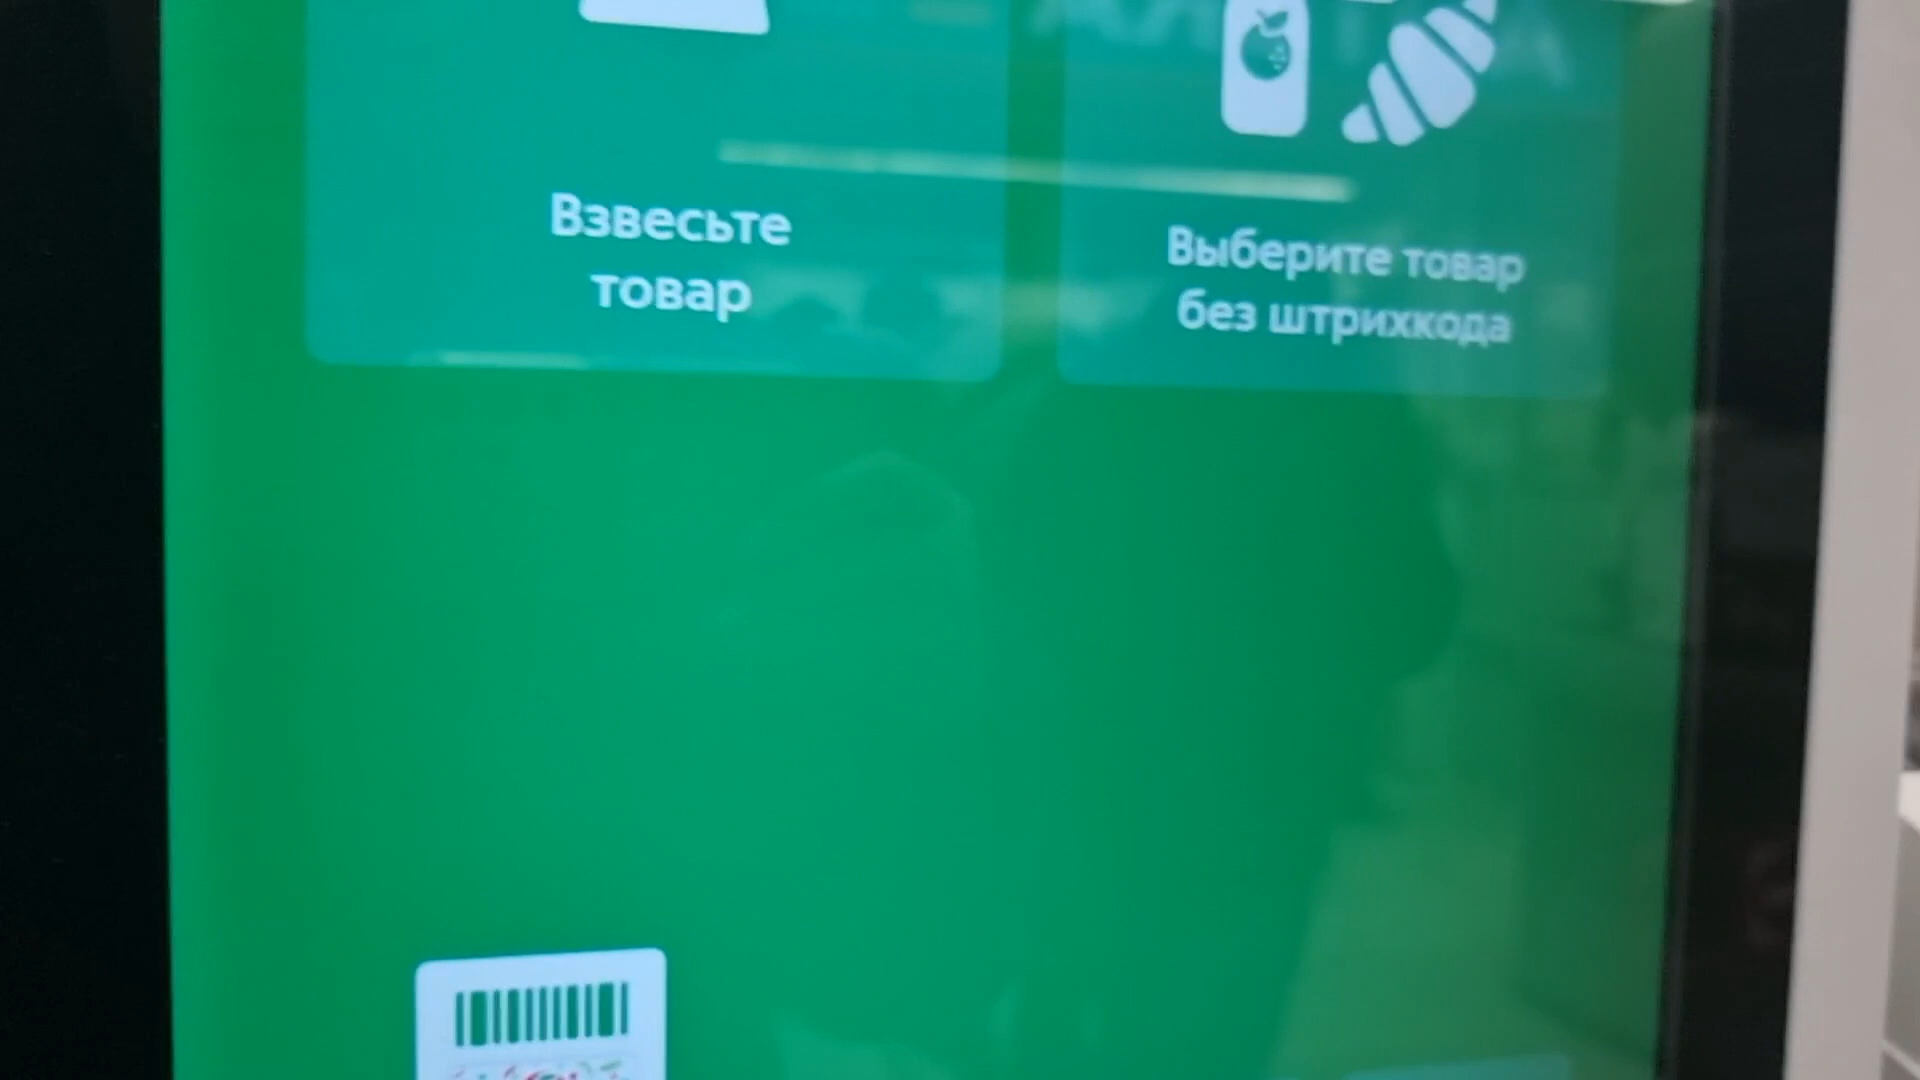 Взвесьте
товар
Выберите товар
без штрихкода